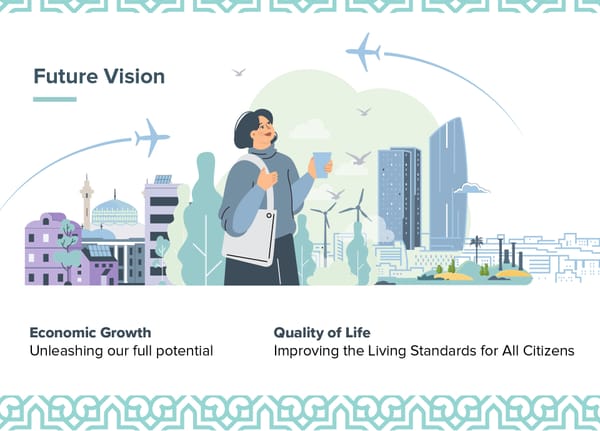 Future Vision
Economic Growth
Unleashing our full potential
Quality of Life
Improving the Living Standards for All Citizens